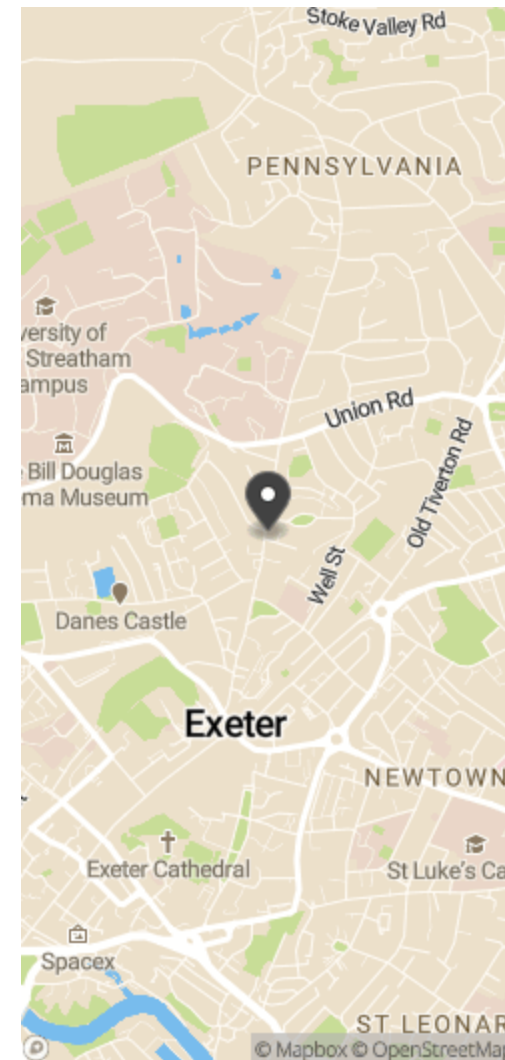 Stoke Valley Rd
PENNSYLVANIA
versity of
Streatham
ampus
Union Rd
Old Tiverton Rd
Bill Douglas
ma Museum
Well St
Danes Castle
Exeter
NEWTOWN
Exeter Cathedral
St Luke's Ca
Spacex
ST LEONAR
© Mapbox © OpenStreetMap